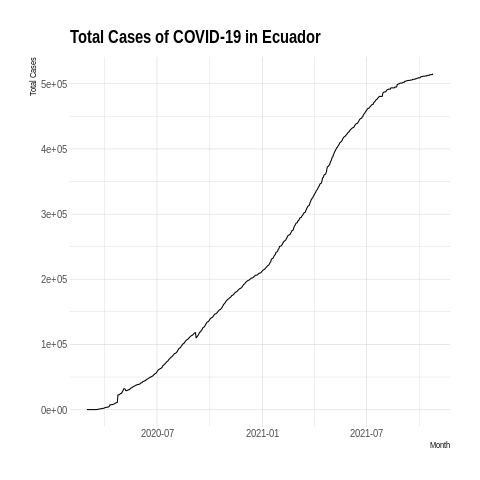 Total Cases of COVID-19 in Ecuador
Total Cases
5e+05
4e+05
3e+05
2e+05
1e+05
0e+00
2020-07
2021-01
2021-07
Month